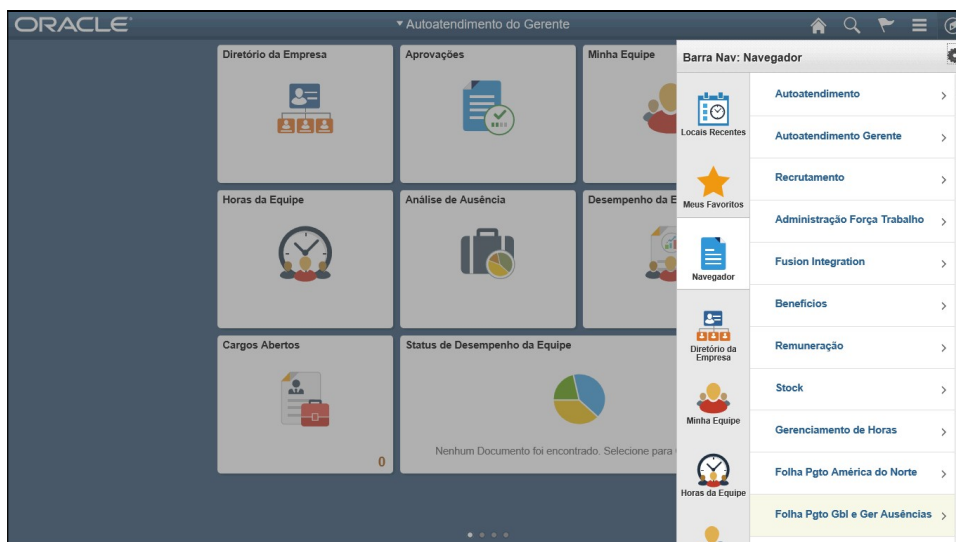 ORACLE
Autoatendimento do Gerente
Diretório da Empresa
Aprovações
Minha Equipe
Horas da Equipe
Análise de Ausência
Desempenho da E
Cargos Abertos
0
Status de Desempenho da Equipe
Nenhum Documento foi encontrado. Selecione para
Barra Nav: Navegador
Locais Recentes
Meus Favoritos
Navegador
Diretório da
Empresa
Minha Equipe
Horas da Equipe
Autoatendimento
Autoatendimento Gerente
Recrutamento
Administração Força Trabalho
Fusion Integration
Benefícios
Remuneração
Stock
Gerenciamento de Horas
Folha Pgto América do Norte
Folha Pgto Gbl e Ger Ausências